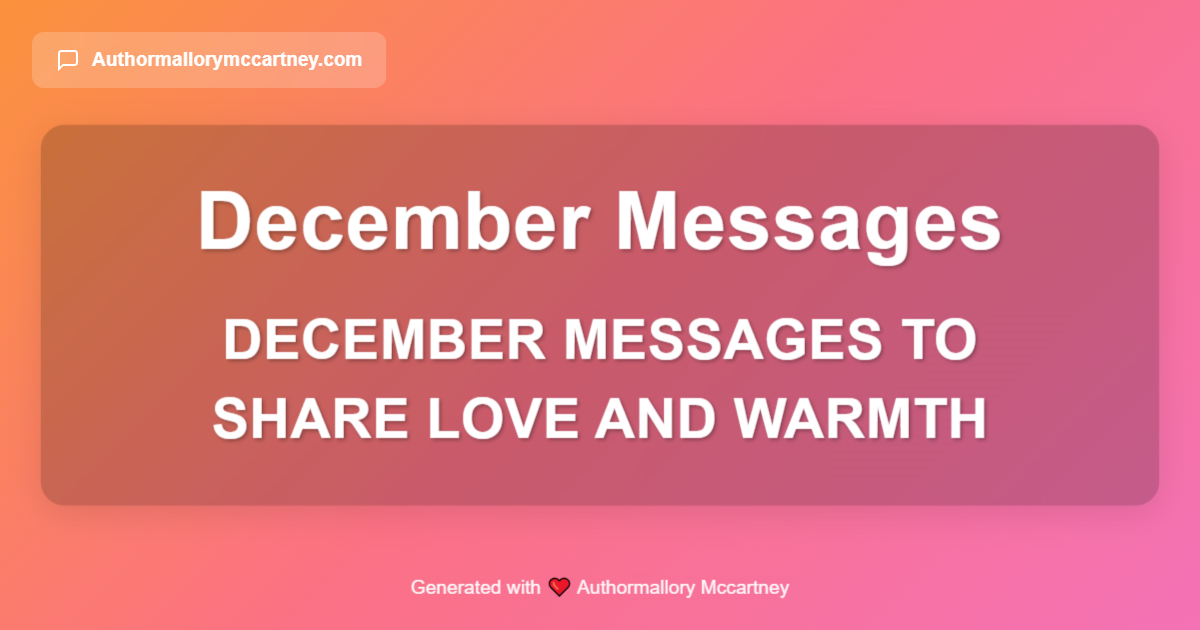 Authormallorymccartney.com
December Messages
DECEMBER MESSAGES TO
SHARE LOVE AND WARMTH
Generated with ❤️ Authormallory Mccartney